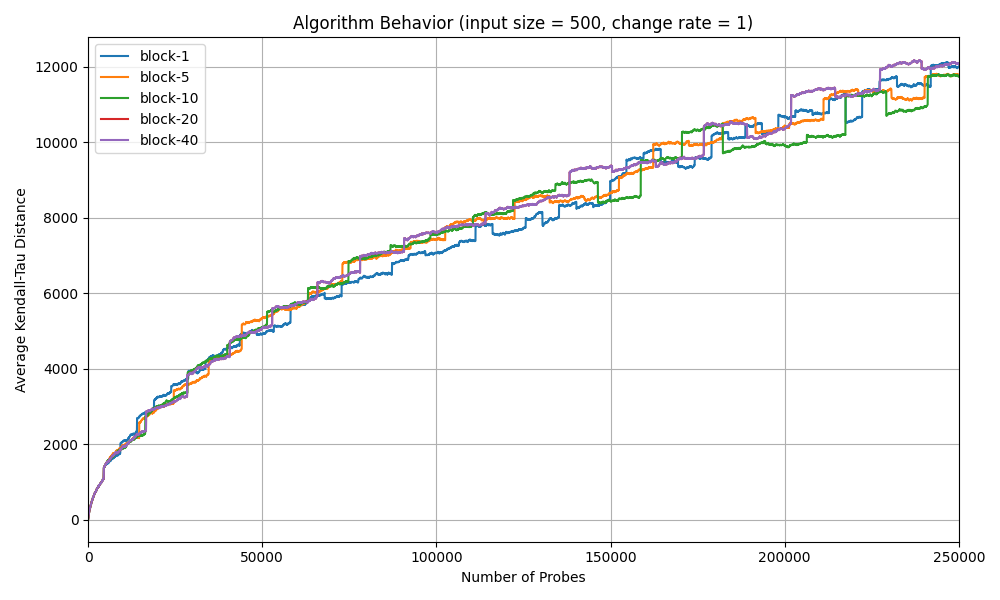 Algorithm Behavior (input size = 500, change rate = 1)
block-1
block-5
block-10
block-20
block-40
Average Kendall-Tau Distance
12000
10000
8000
6000
4000
2000
0
0 50000 100000 150000 200000 250000
Number of Probes